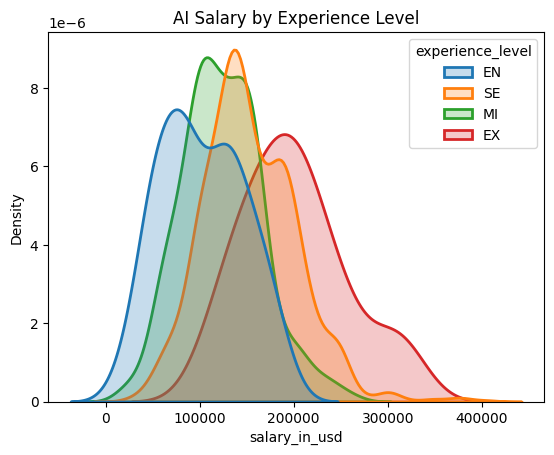 AI Salary by Experience Level
1e−6
experience_level
EN
SE
MI
EX
Density
8
6
4
2
0
0 100000 200000 300000 400000
salary_in_usd